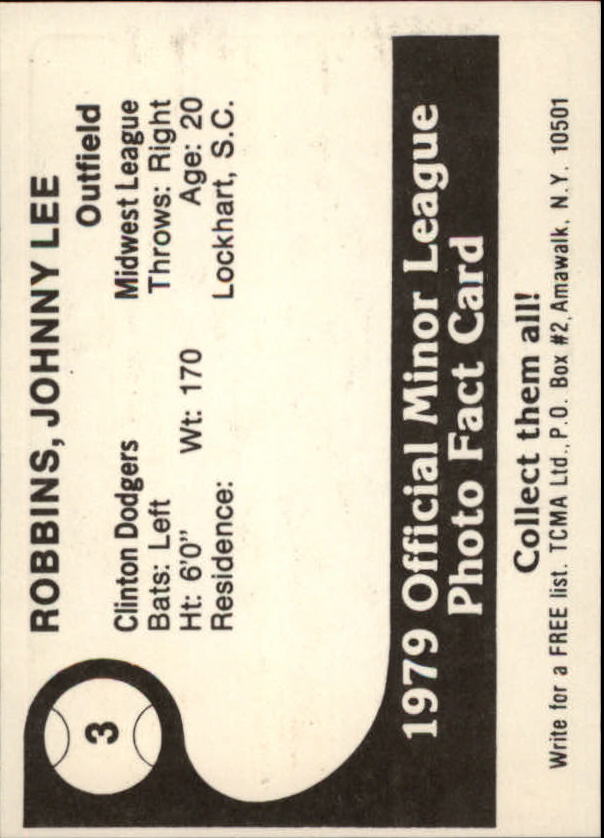 3
ROBBINS, JOHNNY LEE
Outfield
Clinton Dodgers Midwest League
Bats: Left Throws: Right
Ht: 6'0" Wt: 170 Age: 20
Residence: Lockhart, S.C.
1979 Official Minor League
Photo Fact Card
Collect them all!
Write for a FREE list. TCMA Ltd., P.O. Box #2, Amawalk, N.Y. 10501